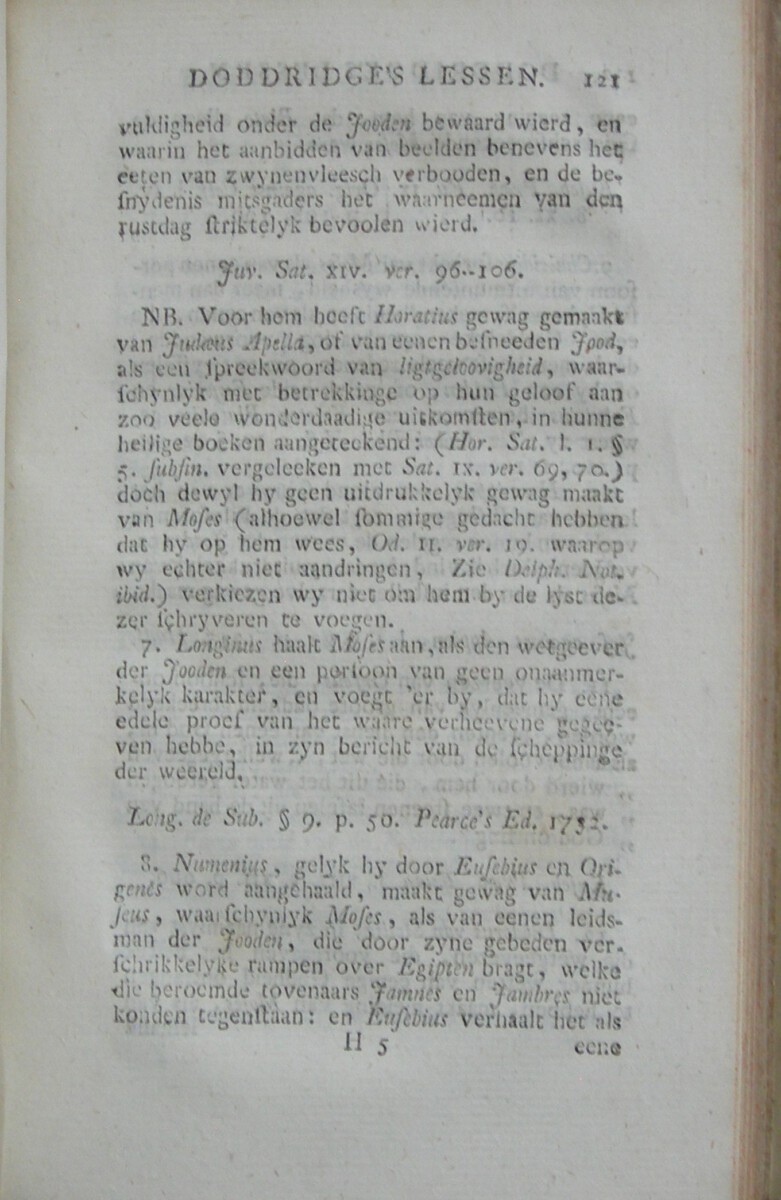 DODDRIDGE'S LESSEN. 121
vuldigheid onder de Jooden bewaard wierd, en
waarin het aanbidden van beelden benevens het
eeten van zwynenvleesch verbooden, en de be-
ſnydenis mitsgaders het waarneemen van den
rustdag ſtriktelyk bevoolen wierd.
Juv. Sat. XIV. ver. 96--106.
NB. Voor hem heeft Horatius gewag gemaakt
van Judæus Apella, of van eenen beſneeden Jood,
als een ſpreekwoord van ligtgeloovigheid, waar-
ſchynlyk met betrekkinge op hun geloof aan
zoo veele wonderdaadige uitkomſten, in hunne
heilige boeken aangeteekend: (Hor. Sat. l. 1. §
5. ſubfin. vergeleeken met Sat. IX. ver. 69, 70.)
doch dewyl hy geen uitdrukkelyk gewag maakt
van Moſes (alhoewel ſommige gedacht hebben
dat hy op hem wees, Od. II. ver. 19. waarop
wy echter niet aandringen, Zie Delph. Not.
ibid.) verkiezen wy niet om hem by de lyst de-
zer ſchryveren te voegen.
7. Longinus haalt Moſes aan, als den wetgeever
der Jooden en een perſoon van geen onaanmer-
kelyk karakter, en voegt 'er by, dat hy eene
edele proef van het waare verheevene gegee-
ven hebbe, in zyn bericht van de ſcheppinge
der weereld.
Long. de Sub. § 9. p. 50. Pearce's Ed. 1732.
8. Numenius, gelyk hy door Euſebius en Ori-
genes word aangehaald, maakt gewag van Mu-
ſeus, waarſchynlyk Moſes, als van eenen leids-
man der Jooden, die door zyne gebeden ver-
ſchrikkelyke rampen over Egipten bragt, welke
die beroemde tovenaars Jamnes en Jambres niet
konden tegenſtaan: en Euſebius verhaalt het als
H 5 eene